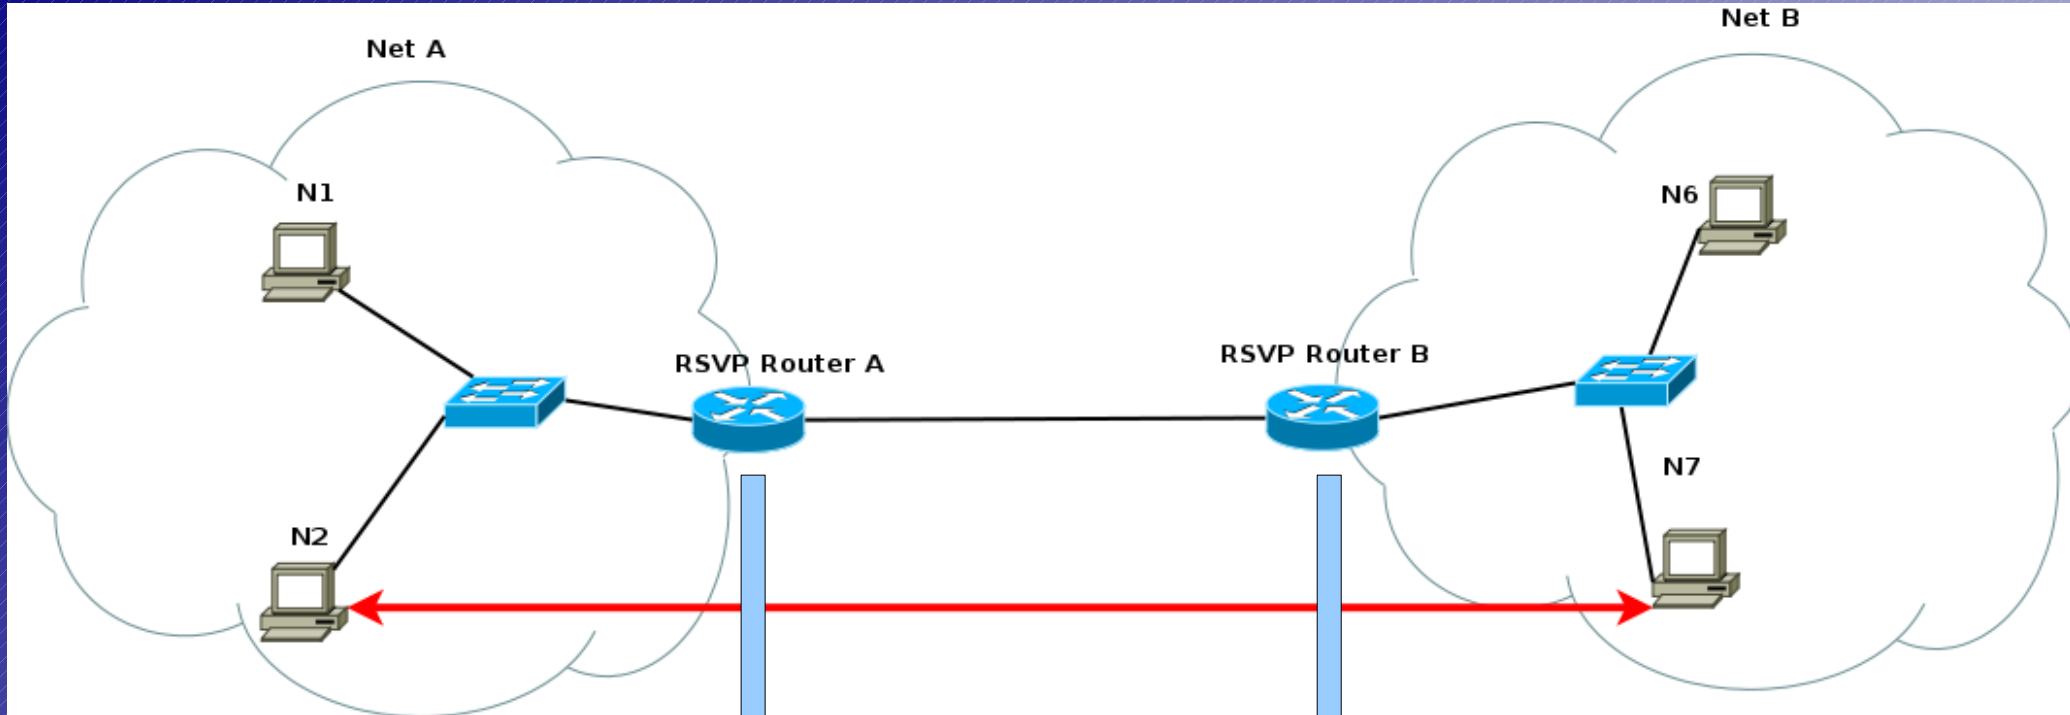 Net A
Net B
N1
N6
RSVP Router A
RSVP Router B
N7
N2